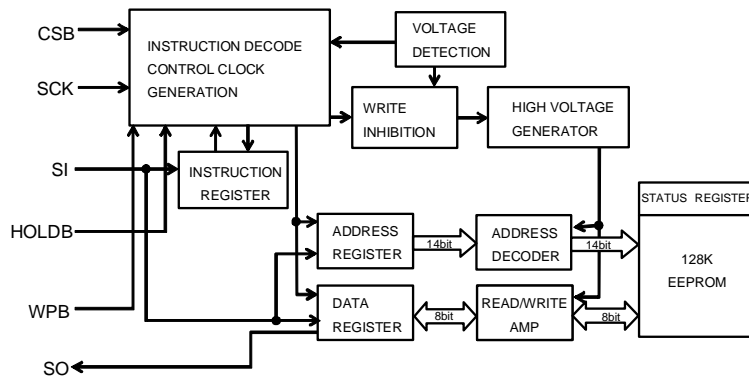 CSB
SCK
SI
HOLDB
WPB
SO
INSTRUCTION DECODE
CONTROL CLOCK
GENERATION
VOLTAGE
DETECTION
WRITE
INHIBITION
HIGH VOLTAGE
GENERATOR
INSTRUCTION
REGISTER
ADDRESS
REGISTER
14bit
ADDRESS
DECODER
14bit
DATA
REGISTER
8bit
READ/WRITE
AMP
8bit
STATUS REGISTER
128K
EEPROM